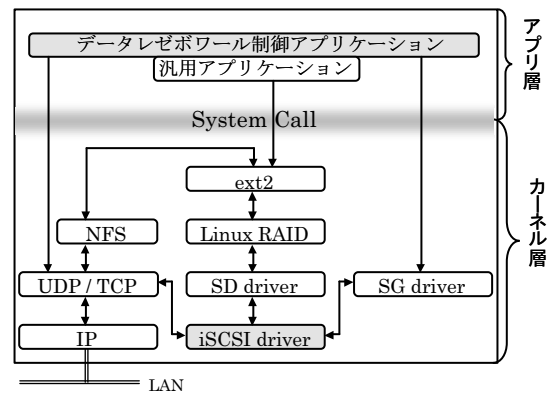 データレゼボワール制御アプリケーション
汎用アプリケーション
アプリ層
System Call
ext2
カーネル層
NFS
Linux RAID
UDP / TCP
SD driver
SG driver
IP
iSCSI driver
LAN